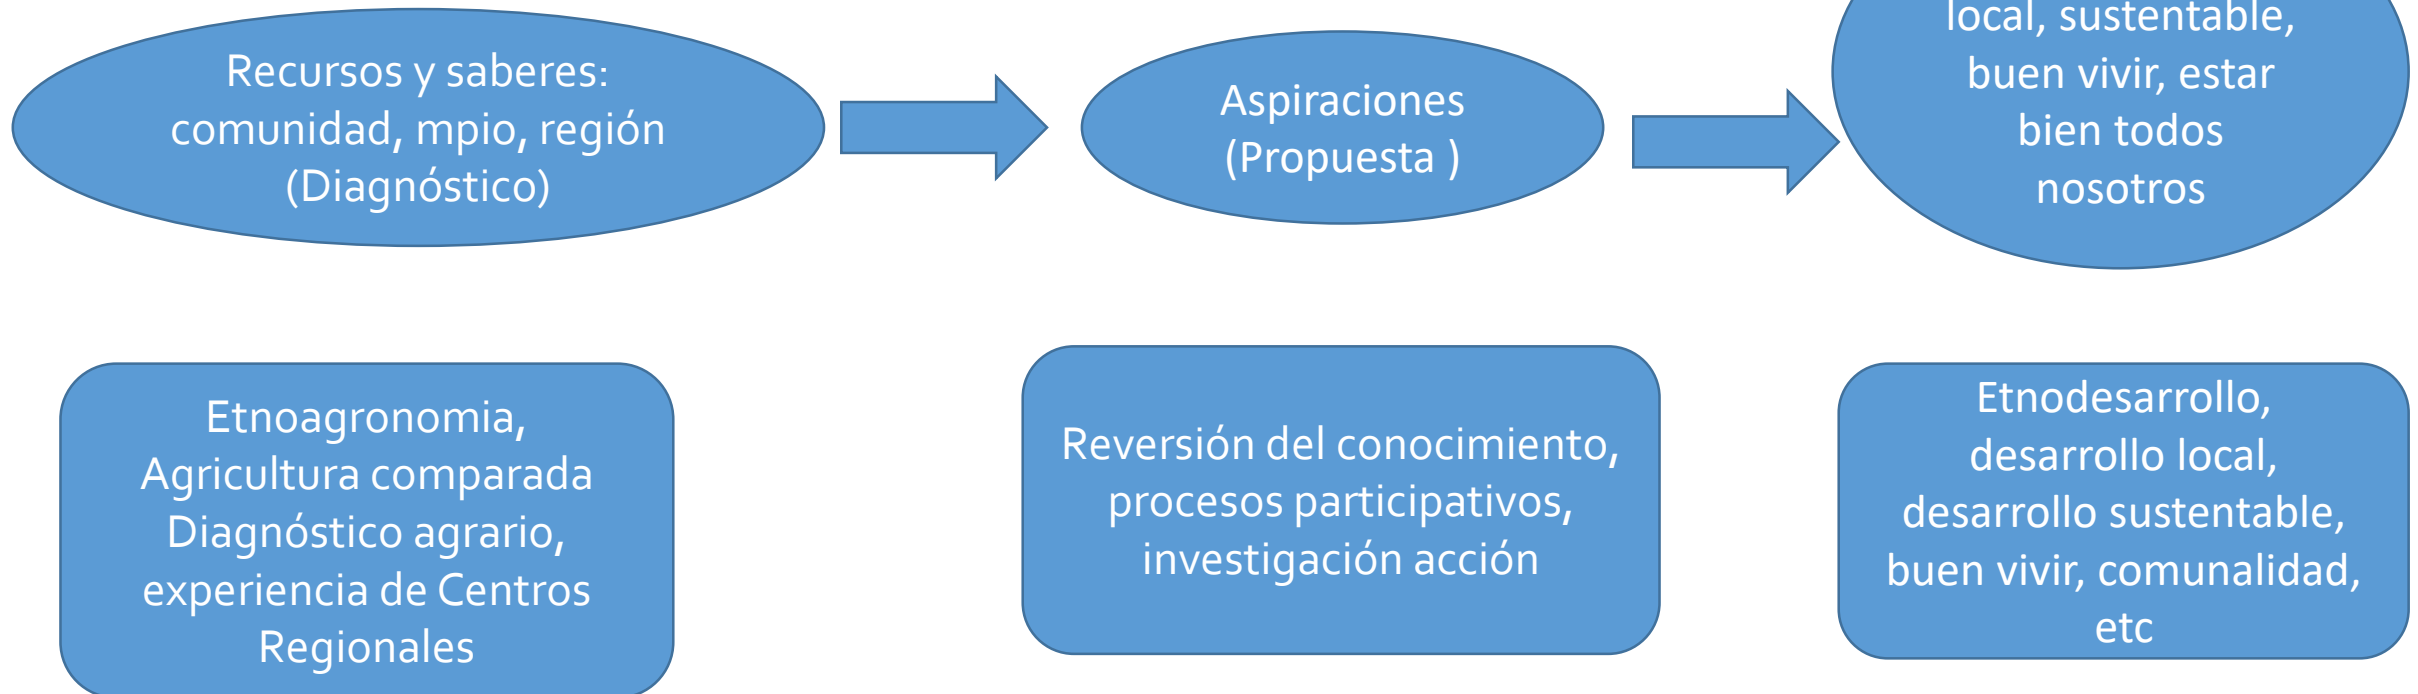 Recursos y saberes:
comunidad, mpio, región
(Diagnóstico)
Aspiraciones
(Propuesta )
local, sustentable,
buen vivir, estar
bien todos
nosotros
Etnoagronomia,
Agricultura comparada
Diagnóstico agrario,
experiencia de Centros
Regionales
Reversión del conocimiento,
procesos participativos,
investigación acción
Etnodesarrollo,
desarrollo local,
desarrollo sustentable,
buen vivir, comunalidad,
etc